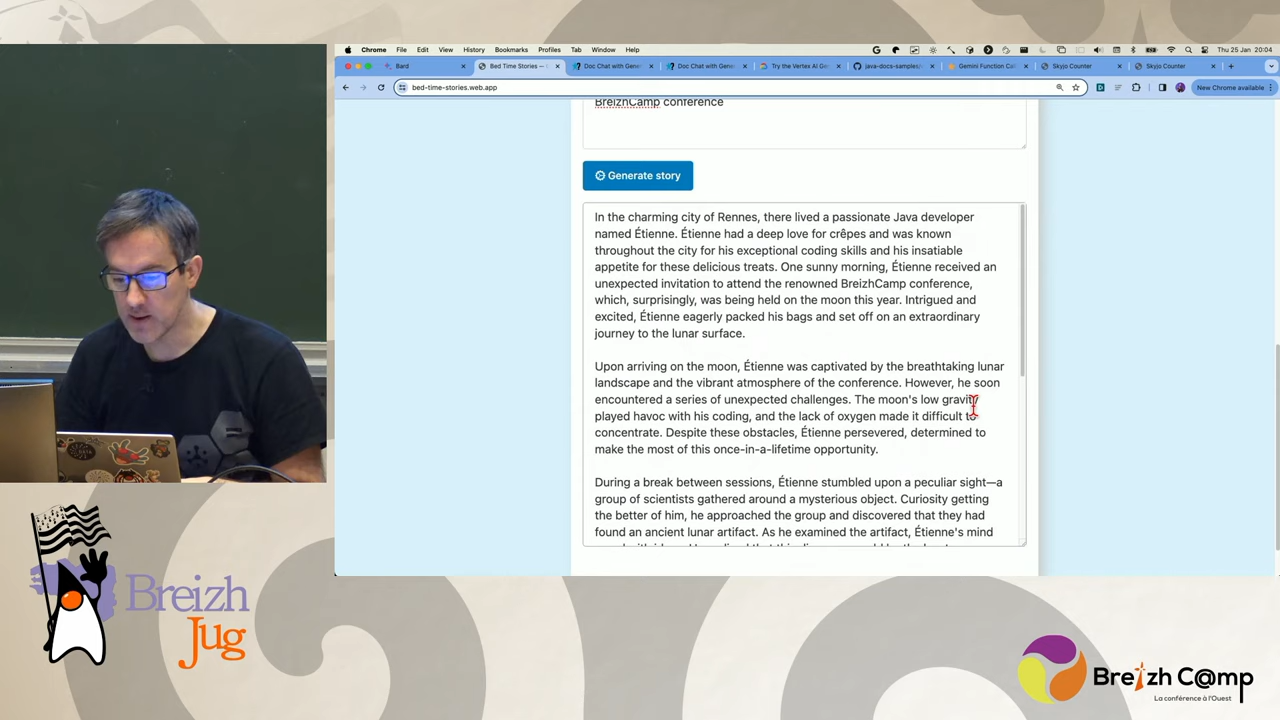 Chrome File Edit View History Bookmarks Profiles Tab Window Help
Thu 25 Jan 20:04
Bard
Bed Time Stories —
Doc Chat with Gener
Doc Chat with Gener
Try the Vertex AI Gen
java-docs-samples/
Gemini Function Cal
Skyjo Counter
Skyjo Counter
bed-time-stories.web.app
New Chrome available
BreizhCamp conference
Generate story
In the charming city of Rennes, there lived a passionate Java developer
named Étienne. Étienne had a deep love for crêpes and was known
throughout the city for his exceptional coding skills and his insatiable
appetite for these delicious treats. One sunny morning, Étienne received an
unexpected invitation to attend the renowned BreizhCamp conference,
which, surprisingly, was being held on the moon this year. Intrigued and
excited, Étienne eagerly packed his bags and set off on an extraordinary
journey to the lunar surface.
Upon arriving on the moon, Étienne was captivated by the breathtaking lunar
landscape and the vibrant atmosphere of the conference. However, he soon
encountered a series of unexpected challenges. The moon's low gravity
played havoc with his coding, and the lack of oxygen made it difficult to
concentrate. Despite these obstacles, Étienne persevered, determined to
make the most of this once-in-a-lifetime opportunity.
During a break between sessions, Étienne stumbled upon a peculiar sight—a
group of scientists gathered around a mysterious object. Curiosity getting
the better of him, he approached the group and discovered that they had
found an ancient lunar artifact. As he examined the artifact, Étienne's mind
Breizh
Jug
Breizh C@mp
La conférence à l'Ouest